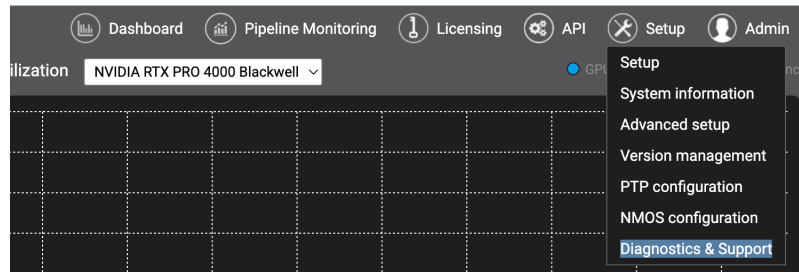 Dashboard Pipeline Monitoring Licensing API Setup Admin
ilization NVIDIA RTX PRO 4000 Blackwell GPU
Setup
System information
Advanced setup
Version management
PTP configuration
NMOS configuration
Diagnostics & Support